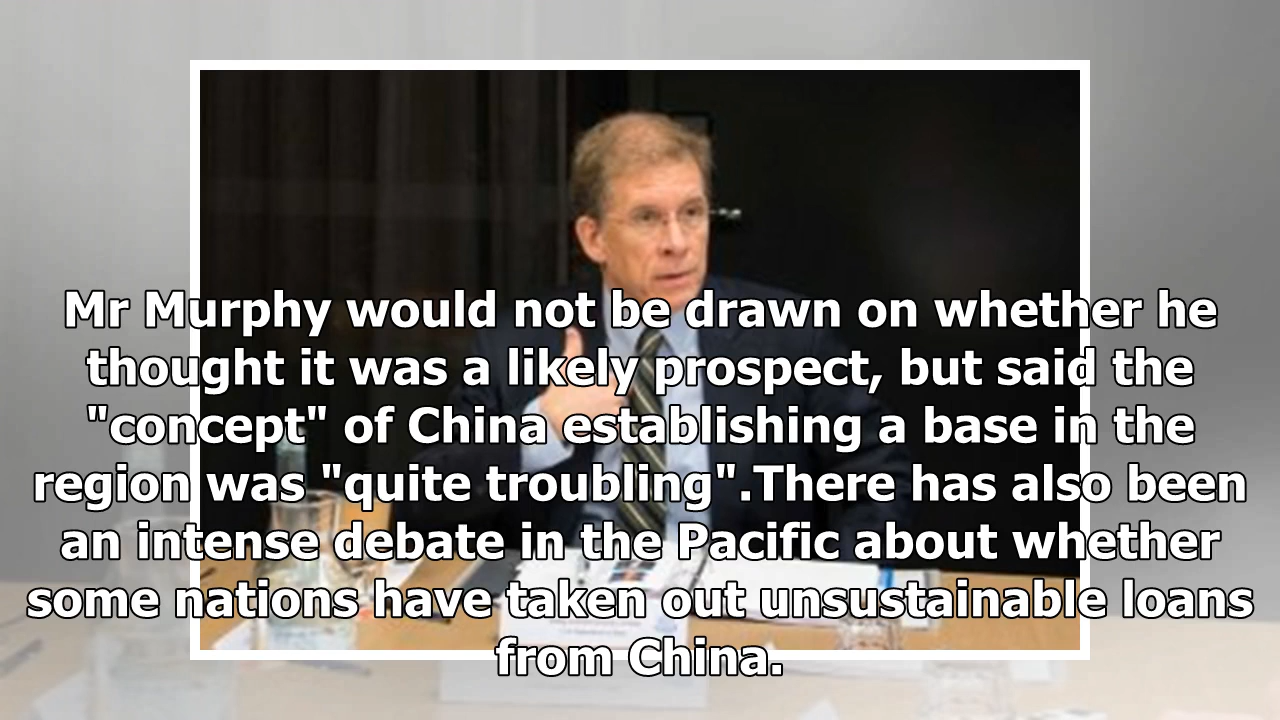 Mr Murphy would not be drawn on whether he
thought it was a likely prospect, but said the
"concept" of China establishing a base in the
region was "quite troubling".There has also been
an intense debate in the Pacific about whether
some nations have taken out unsustainable loans
from China.